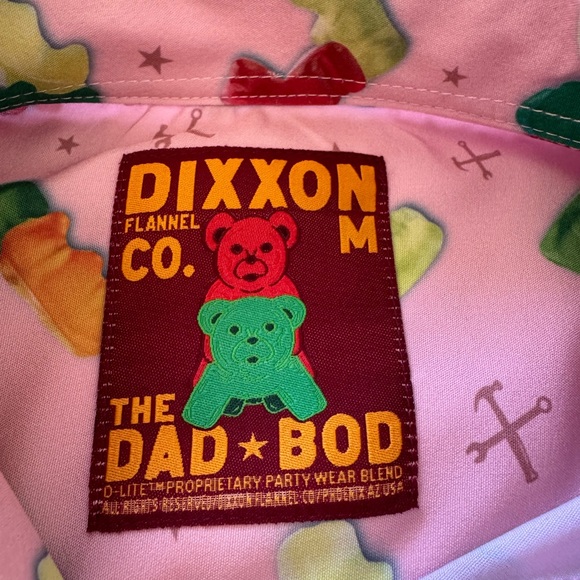 DIXXON
FLANNEL
M
CO.
THE
DAD ★ BOD
D-LITE™ PROPRIETARY PARTY WEAR BLEND
ALL RIGHTS RESERVED/DIXXON FLANNEL CO/PHOENIX AZ USA